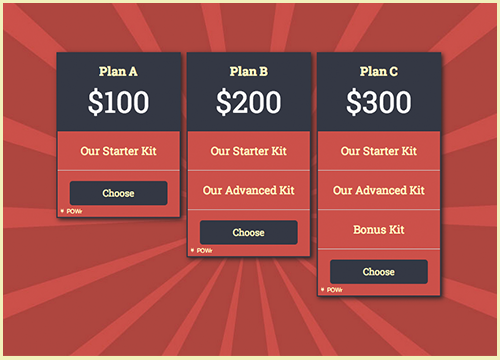 Plan A
$100
Our Starter Kit
Choose
POWr
Plan B
$200
Our Starter Kit
Our Advanced Kit
Choose
POWr
Plan C
$300
Our Starter Kit
Our Advanced Kit
Bonus Kit
Choose
POWr